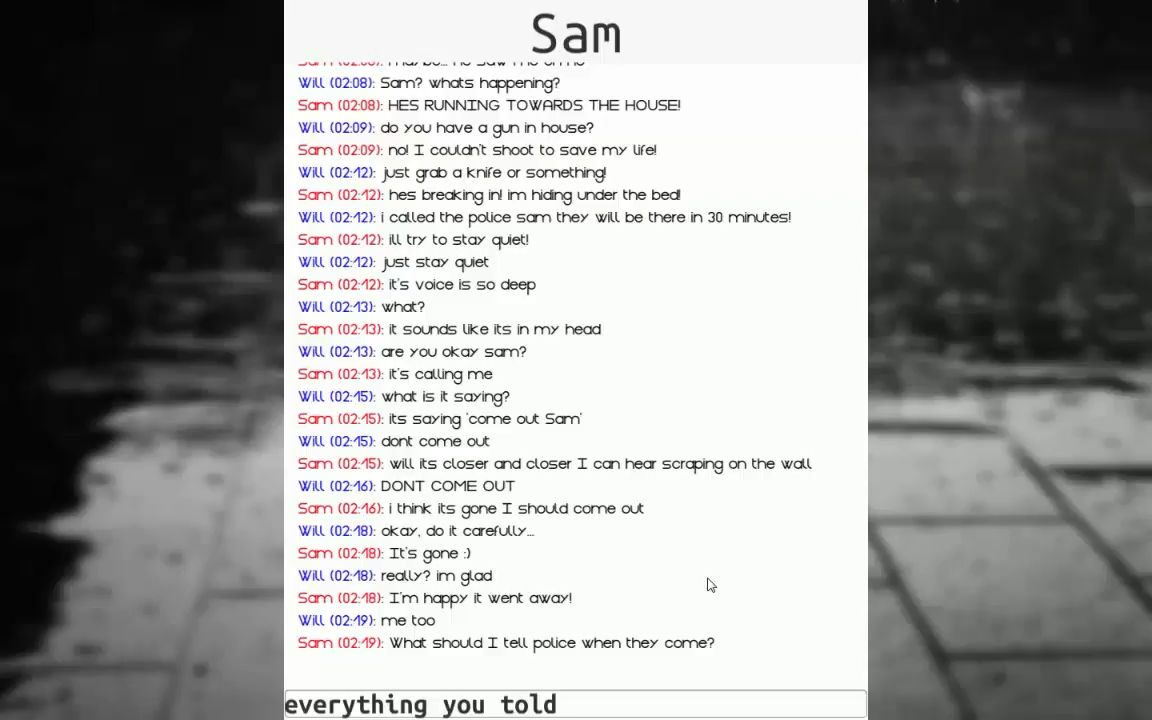 Sam
Will (02:08): Sam? whats happening?
Sam (02:08): HES RUNNING TOWARDS THE HOUSE!
Will (02:09): do you have a gun in house?
Sam (02:09): no! I couldn't shoot to save my life!
Will (02:12): just grab a knife or something!
Sam (02:12): hes breaking in! im hiding under the bed!
Will (02:12): i called the police sam they will be there in 30 minutes!
Sam (02:12): ill try to stay quiet!
Will (02:12): just stay quiet
Sam (02:12): it's voice is so deep
Will (02:13): what?
Sam (02:13): it sounds like its in my head
Will (02:13): are you okay sam?
Sam (02:13): it's calling me
Will (02:15): what is it saying?
Sam (02:15): its saying 'come out Sam'
Will (02:15): dont come out
Sam (02:15): will its closer and closer I can hear scraping on the wall
Will (02:16): DONT COME OUT
Sam (02:16): i think its gone I should come out
Will (02:18): okay, do it carefully...
Sam (02:18): It's gone :)
Will (02:18): really? im glad
Sam (02:18): I'm happy it went away!
Will (02:19): me too
Sam (02:19): What should I tell police when they come?
everything you told